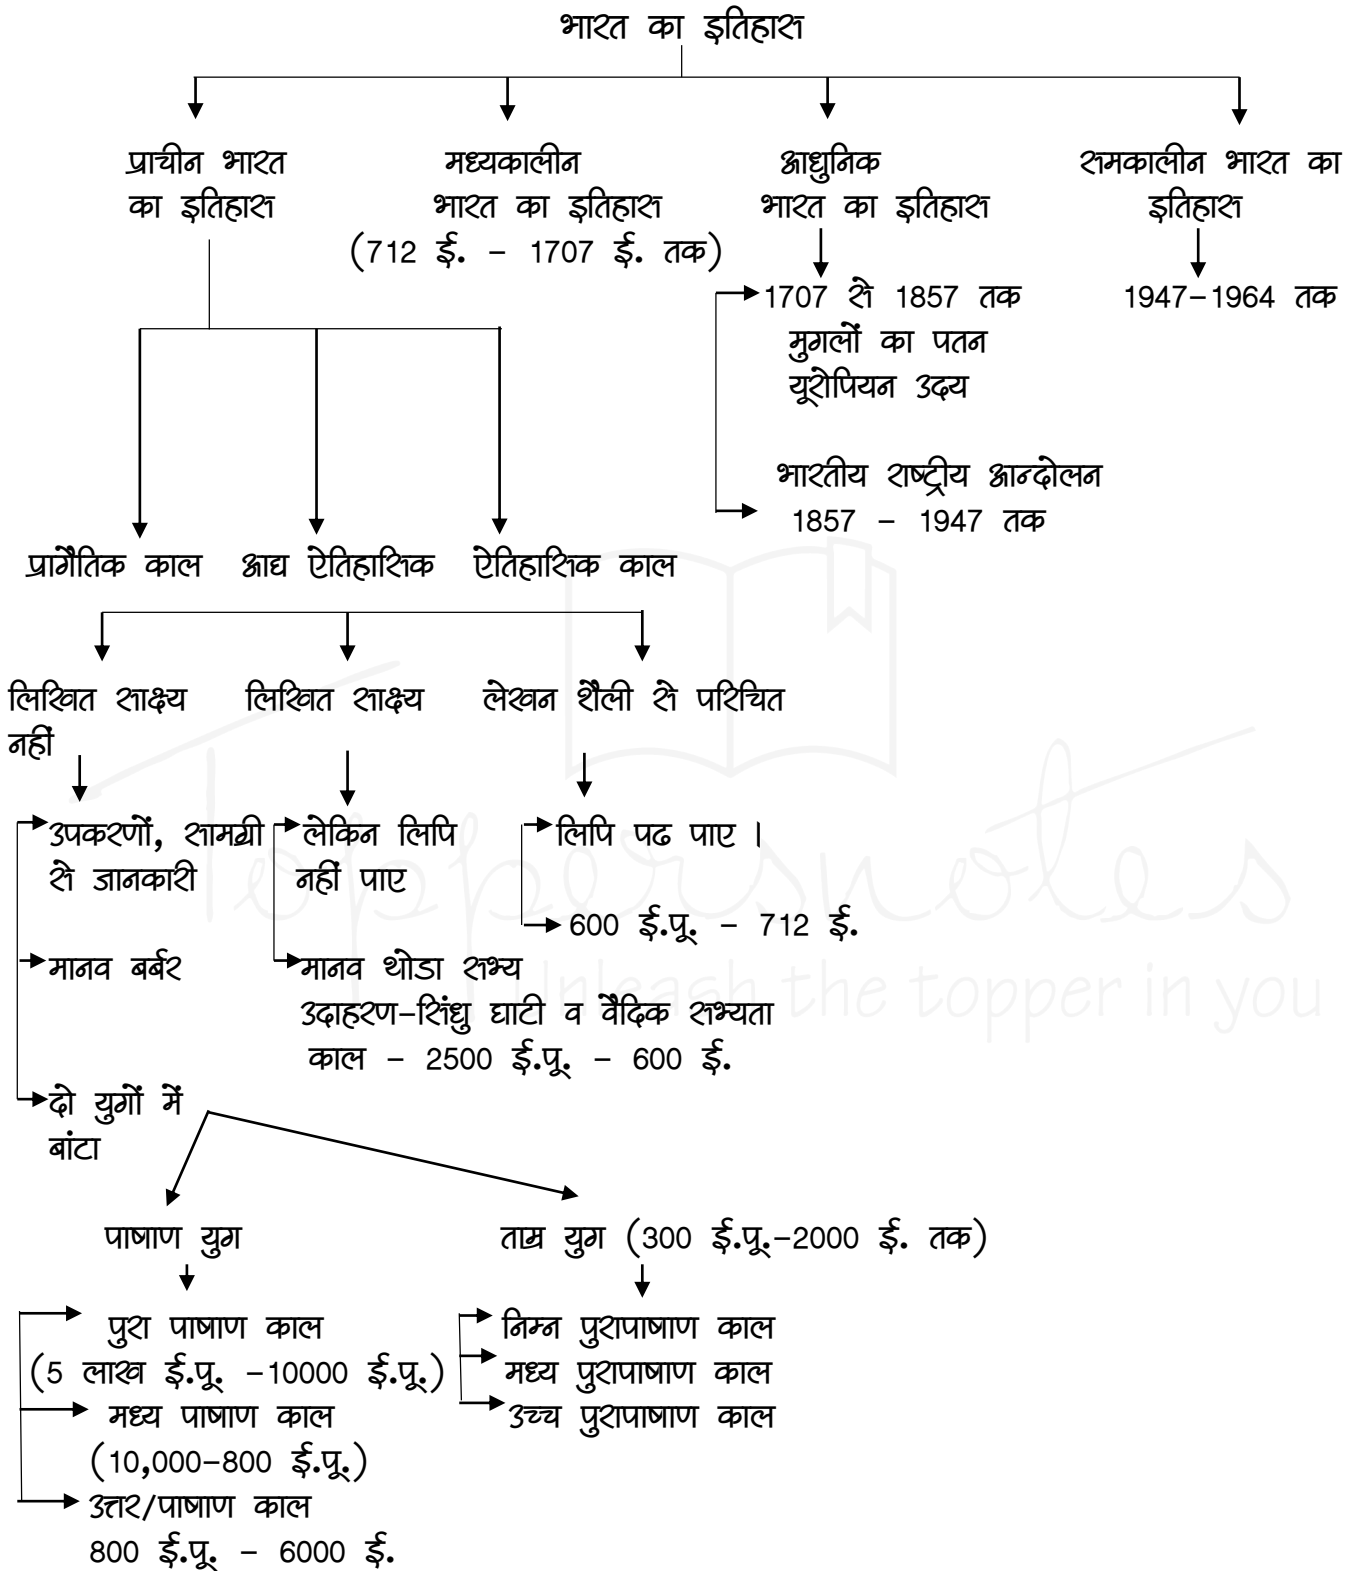 भारत का इतिहास
प्राचीन भारत
का इतिहास
मध्यकालीन
भारत का इतिहास
(712 ई. – 1707 ई. तक)
आधुनिक
भारत का इतिहास
समकालीन भारत का
इतिहास
1707 से 1857 तक
मुगलों का पतन
यूरोपियन उदय
1947–1964 तक
भारतीय राष्ट्रीय आन्दोलन
1857 – 1947 तक
प्रागैतिक काल
आद्य ऐतिहासिक
ऐतिहासिक काल
लिखित साक्ष्य
नहीं
लिखित साक्ष्य
लेखन शैली से परिचित
उपकरणों, सामग्री
से जानकारी
मानव बर्बर
दो युगों में
बांटा
लेकिन लिपि
नहीं पाए
मानव थोडा सभ्य
उदाहरण–सिंधु घाटी व वैदिक सभ्यता
काल – 2500 ई.पू. – 600 ई.
लिपि पढ पाए ।
600 ई.पू. – 712 ई.
पाषाण युग
ताम्र युग (300 ई.पू.–2000 ई. तक)
पुरा पाषाण काल
(5 लाख ई.पू. –10000 ई.पू.)
मध्य पाषाण काल
(10,000–800 ई.पू.)
उत्तर/पाषाण काल
800 ई.पू. – 6000 ई.
निम्न पुरापाषाण काल
मध्य पुरापाषाण काल
उच्च पुरापाषाण काल
Toppersnotes
Unleash the topper in you